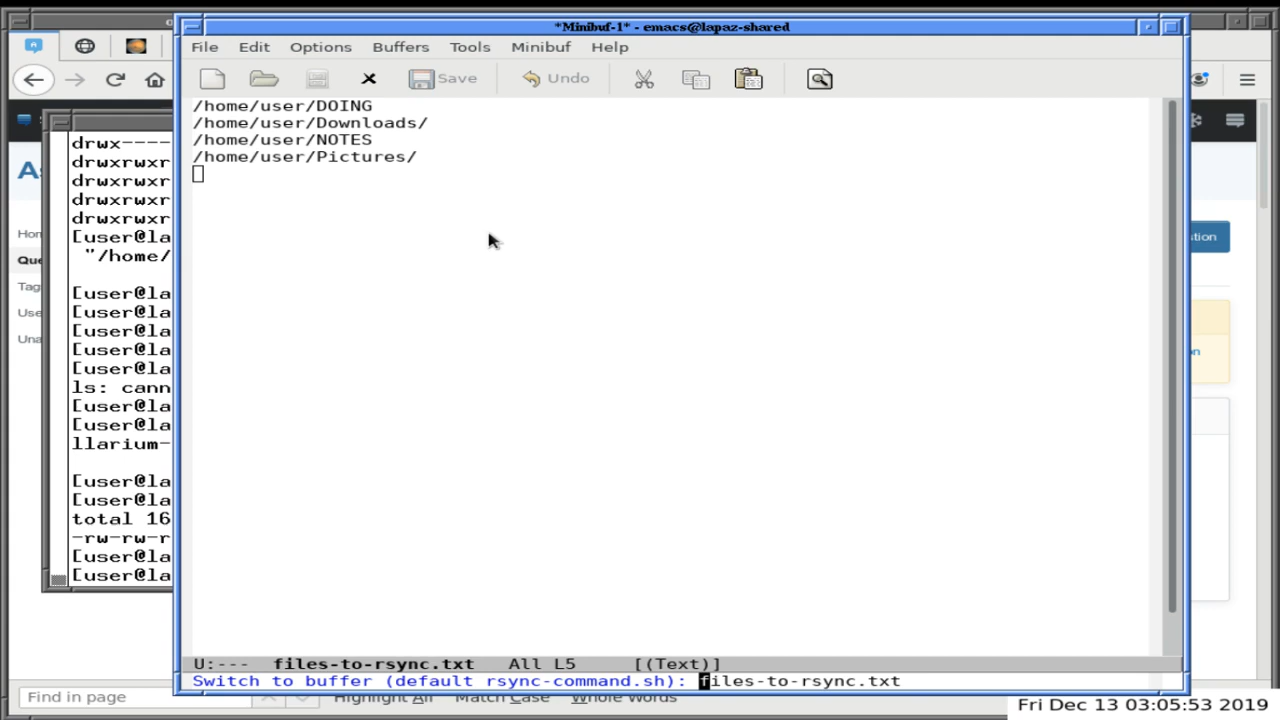 *Minibuf-1* - emacs@lapaz-shared
File Edit Options Buffers Tools Minibuf Help
Save Undo
/home/user/DOING
/home/user/Downloads/
/home/user/NOTES
/home/user/Pictures/
drwx----
drwxrwxr
drwxrwxr
drwxrwxr
drwxrwxr
[user@la
"/home/
[user@la
[user@la
[user@la
[user@la
[user@la
ls: cann
[user@la
[user@la
llarium-
[user@la
[user@la
total 16
-rw-rw-r
[user@la
[user@la
U:--- files-to-rsync.txt All L5 [(Text)]
Switch to buffer (default rsync-command.sh): files-to-rsync.txt
Find in page Highlight All Match Case Whole Words
Fri Dec 13 03:05:53 2019